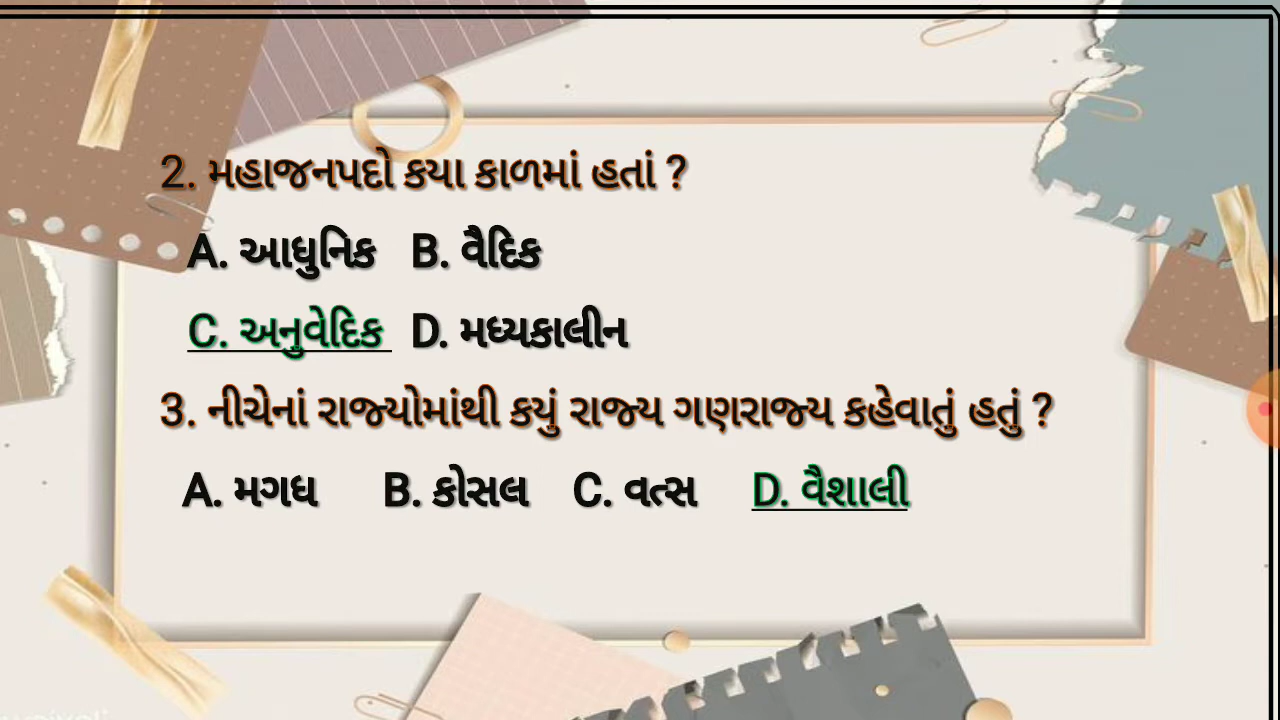 2. મહાજનપદો કયા કાળમાં હતાં ?
A. આધુનિક B. વૈદિક
C. અનુવેદિક D. મધ્યકાલીન
3. નીચેનાં રાજ્યોમાંથી કયું રાજ્ય ગણરાજ્ય કહેવાતું હતું ?
A. મગધ B. કોસલ C. વત્સ D. વૈશાલી